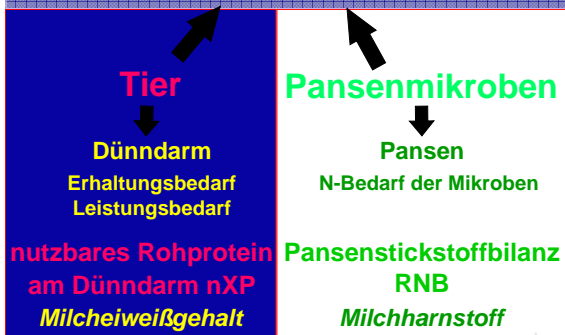 Tier
Dünndarm
Erhaltungsbedarf
Leistungsbedarf
nutzbares Rohprotein
am Dünndarm nXP
Milcheiweißgehalt
Pansenmikroben
Pansen
N-Bedarf der Mikroben
Pansenstickstoffbilanz
RNB
Milchharnstoff